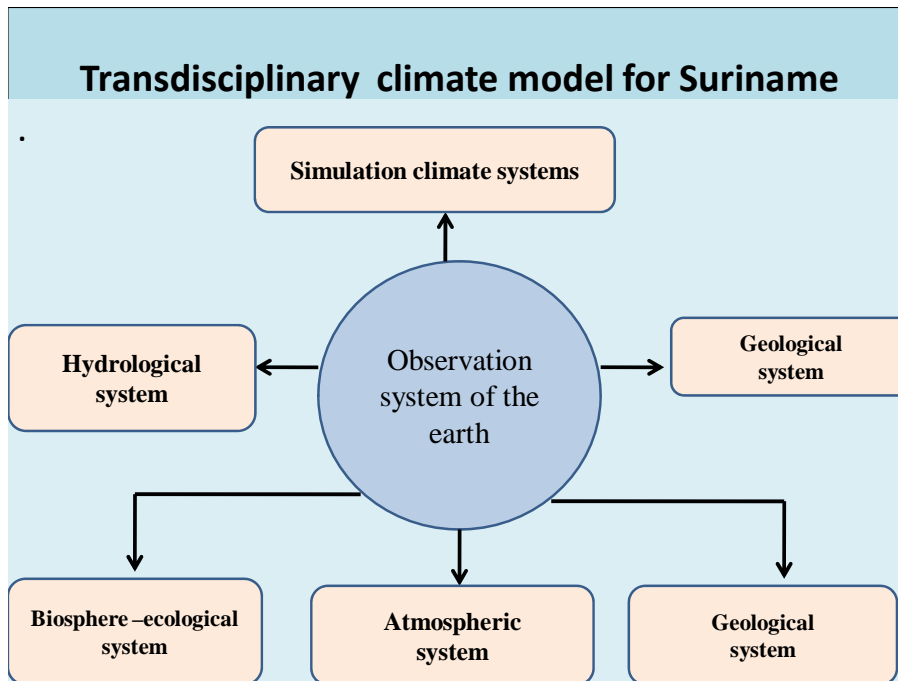 Transdisciplinary climate model for Suriname
.
Simulation climate systems
Hydrological
system
Observation
system of the
earth
Geological
system
Biosphere –ecological
system
Atmospheric
system
Geological
system